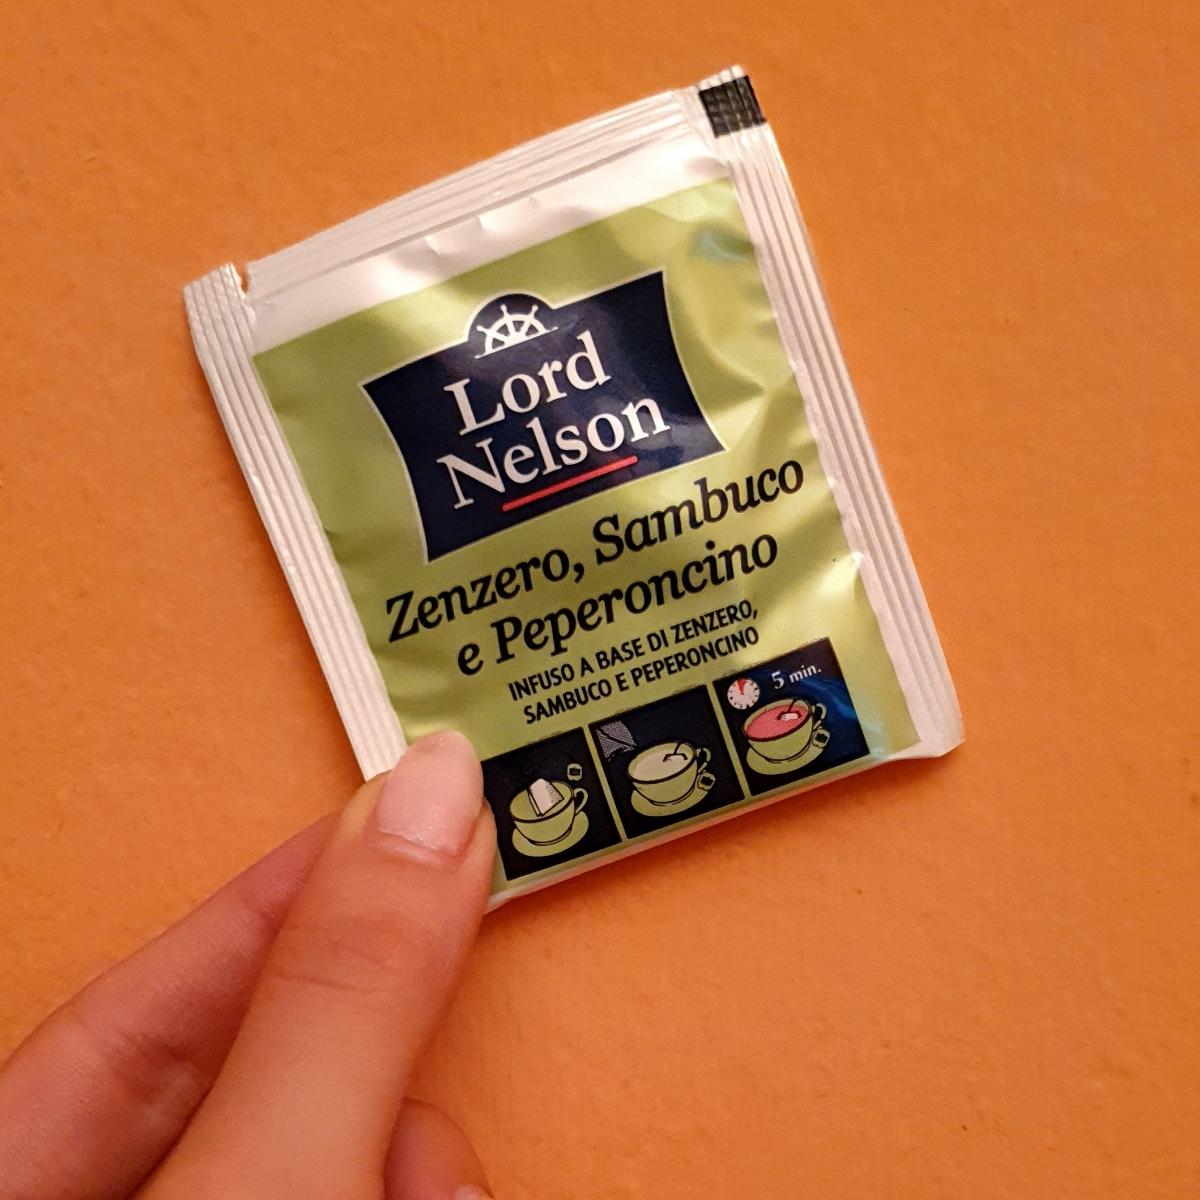 Lord
Nelson
Zenzero, Sambuco
e Peperoncino
INFUSO A BASE DI ZENZERO,
SAMBUCO E PEPERONCINO
5 min.